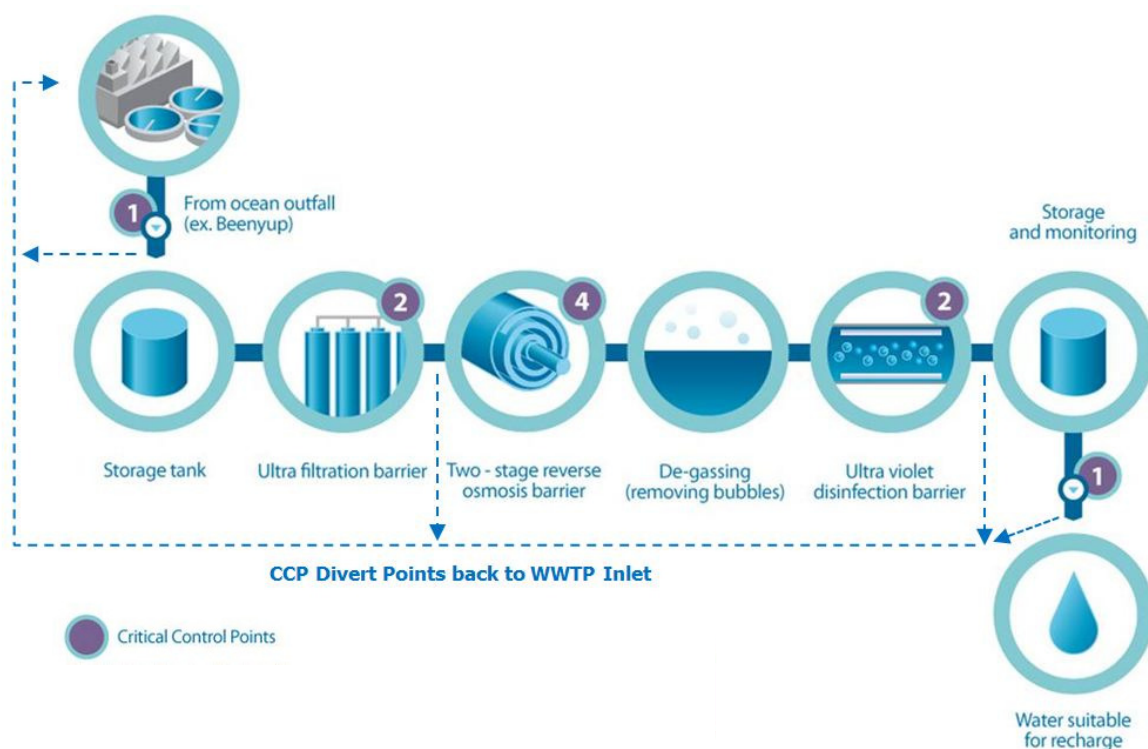 1
From ocean outfall
(ex. Beenyup)
Storage
and monitoring
2
4
2
Storage tank
Ultra filtration barrier
Two - stage reverse
osmosis barrier
De-gassing
(removing bubbles)
Ultra violet
disinfection barrier
1
CCP Divert Points back to WWTP Inlet
Critical Control Points
Water suitable
for recharge